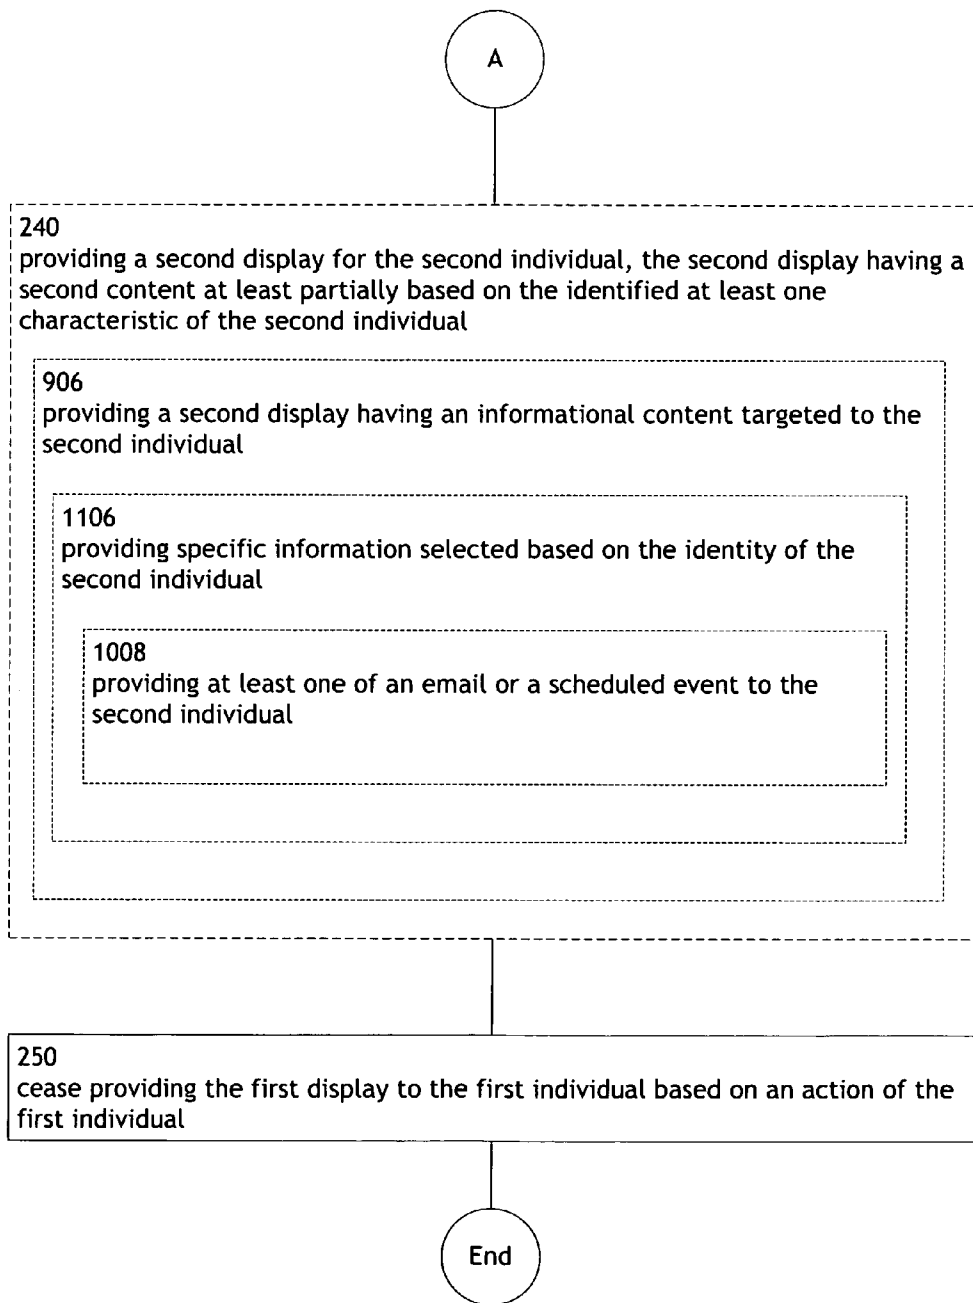 A
240
providing a second display for the second individual, the second display having a
second content at least partially based on the identified at least one
characteristic of the second individual
906
providing a second display having an informational content targeted to the
second individual
1106
providing specific information selected based on the identity of the
second individual
1008
providing at least one of an email or a scheduled event to the
second individual
250
cease providing the first display to the first individual based on an action of the
first individual
End